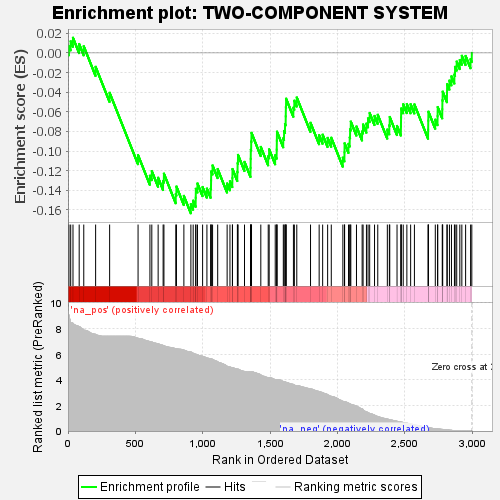 Enrichment plot: TWO-COMPONENT SYSTEM
Enrichment score (ES)
0.02
0.00
-0.02
-0.04
-0.06
-0.08
-0.10
-0.12
-0.14
-0.16
'na_pos' (positively correlated)
Ranked list metric (PreRanked)
10
8
6
4
2
0
Zero cross at
'na_neg' (negatively correlated)
0
500
1,000
1,500
2,000
2,500
3,000
Rank in Ordered Dataset
Enrichment profile
Hits
Ranking metric scores